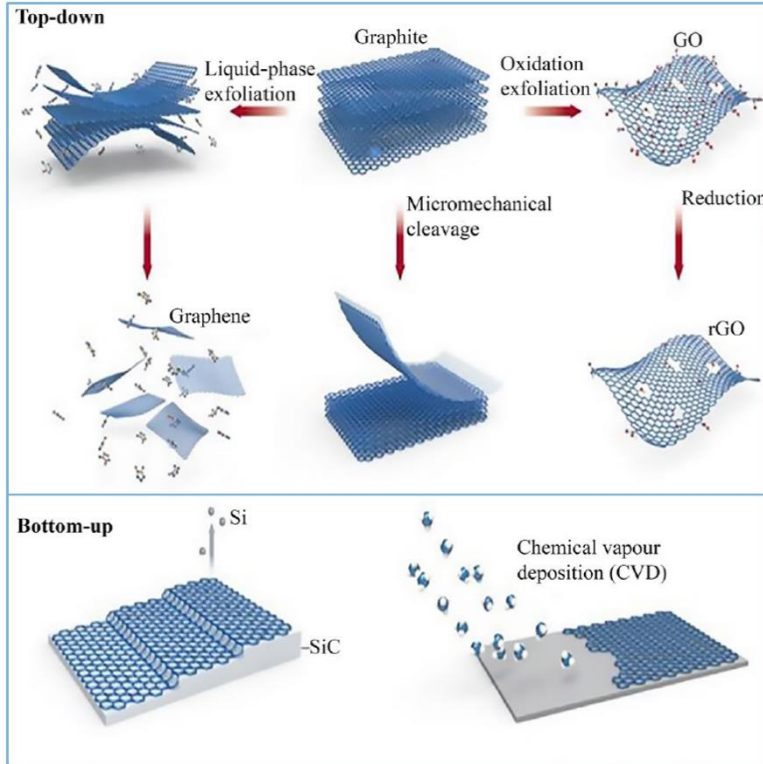 Top-down
Graphite
GO
Liquid-phase
exfoliation
Oxidation
exfoliation
Micromechanical
cleavage
Reduction
Graphene
rGO
Bottom-up
Si
Chemical vapour
deposition (CVD)
SiC